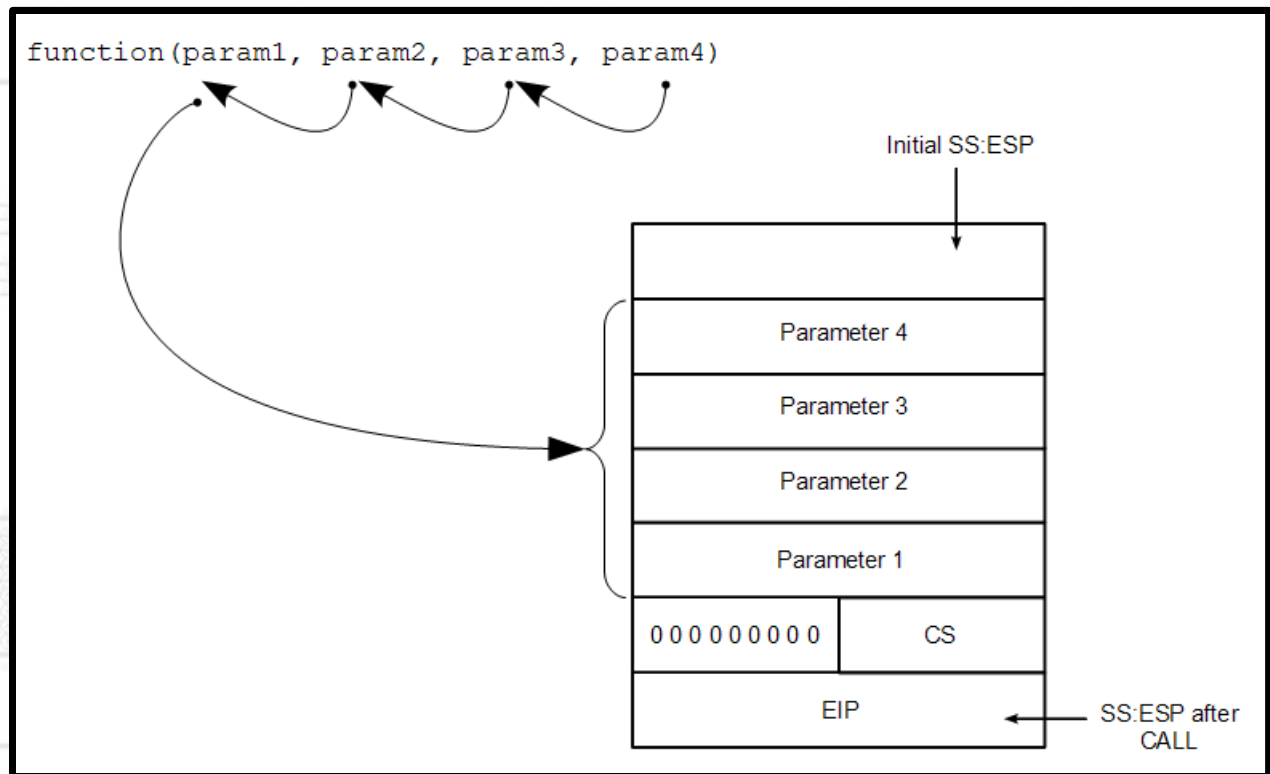 function(param1, param2, param3, param4)
Initial SS:ESP
Parameter 4
Parameter 3
Parameter 2
Parameter 1
0 0 0 0 0 0 0 0 0 CS
EIP
SS:ESP after
CALL